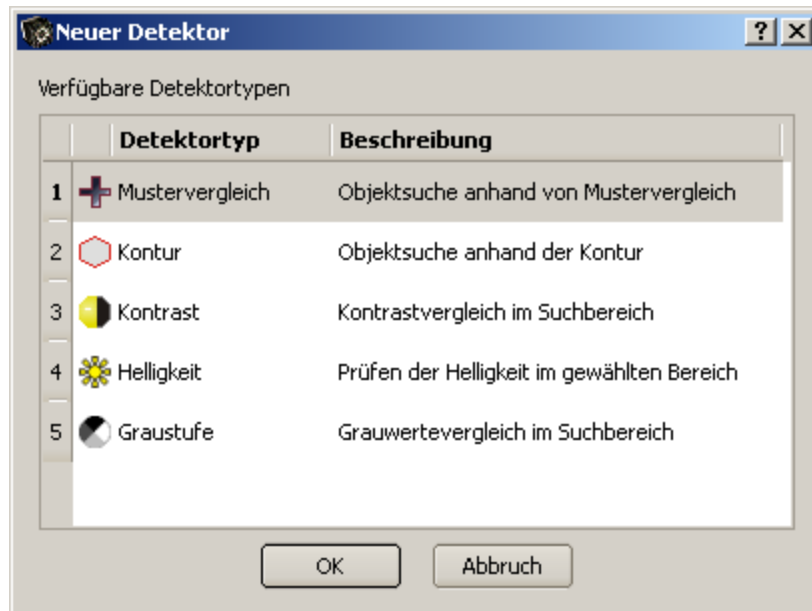 Neuer Detektor
Verfügbare Detektortypen
Detektortyp Beschreibung
1 Mustervergleich Objektsuche anhand von Mustervergleich
2 Kontur Objektsuche anhand der Kontur
3 Kontrast Kontrastvergleich im Suchbereich
4 Helligkeit Prüfen der Helligkeit im gewählten Bereich
5 Graustufe Grauwertevergleich im Suchbereich
OK Abbruch